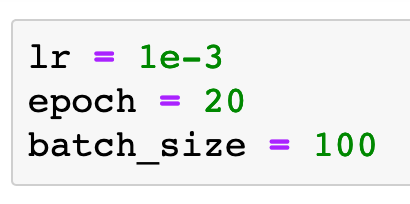 lr = 1e-3
epoch = 20
batch_size = 100